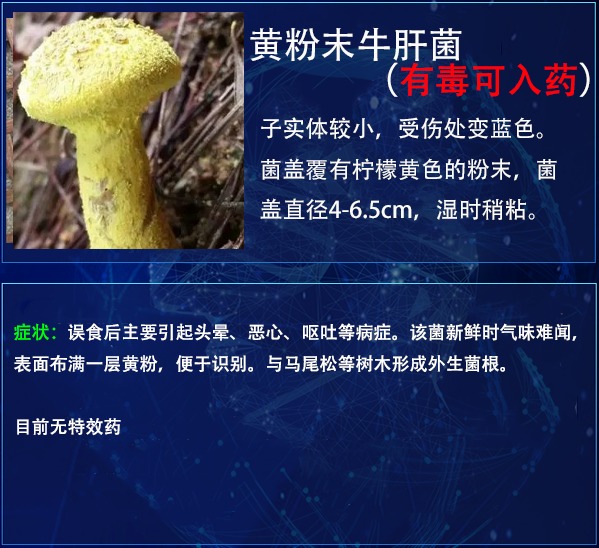 黄粉末牛肝菌
(有毒可入药)
子实体较小，受伤处变蓝色。
菌盖覆有柠檬黄色的粉末，菌
盖直径4-6.5cm，湿时稍粘。
症状：误食后主要引起头晕、恶心、呕吐等病症。该菌新鲜时气味难闻，
表面布满一层黄粉，便于识别。与马尾松等树木形成外生菌根。
目前无特效药